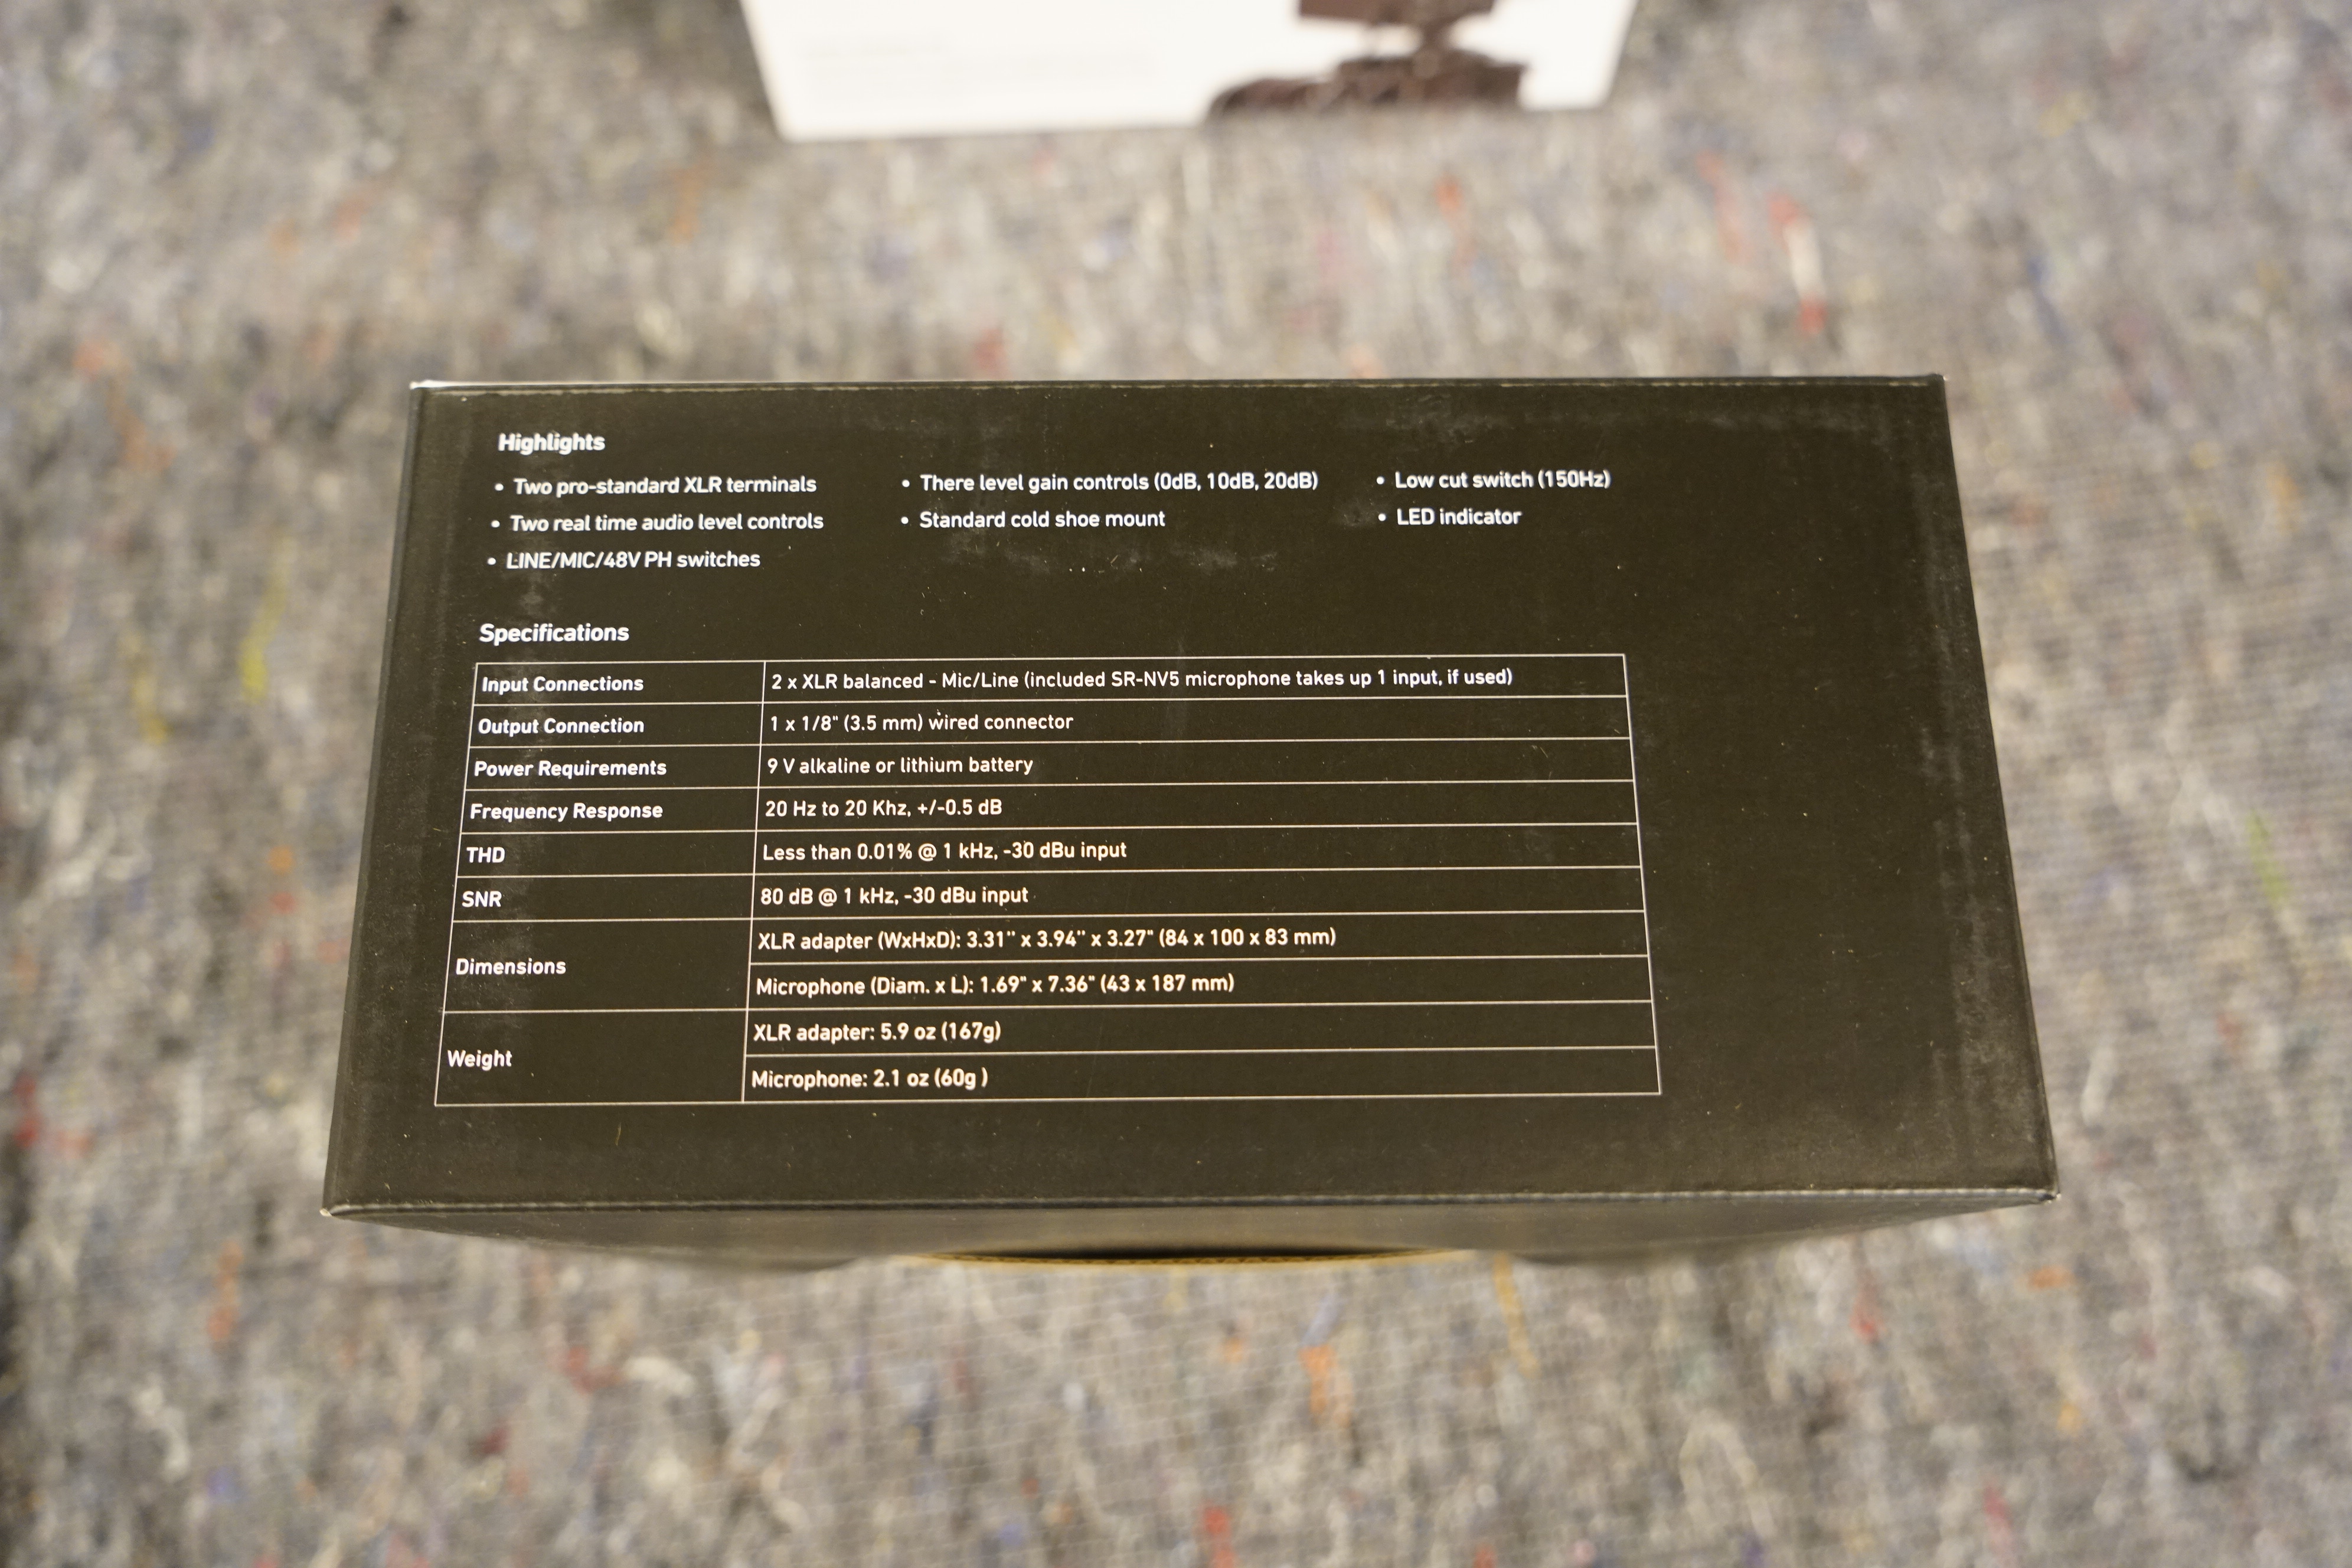 Highlights
• Two pro-standard XLR terminals
• Two real time audio level controls
• LINE/MIC/48V PH switches
• There level gain controls (0dB, 10dB, 20dB)
• Standard cold shoe mount
• Low cut switch (150Hz)
• LED indicator
Specifications
Input Connections 2 x XLR balanced - Mic/Line (included SR-NV5 microphone takes up 1 input, if used)
Output Connection 1 x 1/8" (3.5 mm) wired connector
Power Requirements 9 V alkaline or lithium battery
Frequency Response 20 Hz to 20 Khz, +/-0.5 dB
THD Less than 0.01% @ 1 kHz, -30 dBu input
SNR 80 dB @ 1 kHz, -30 dBu input
Dimensions XLR adapter (WxHxD): 3.31" x 3.94" x 3.27" (84 x 100 x 83 mm)
Microphone (Diam. x L): 1.69" x 7.36" (43 x 187 mm)
Weight XLR adapter: 5.9 oz (167g)
Microphone: 2.1 oz (60g )